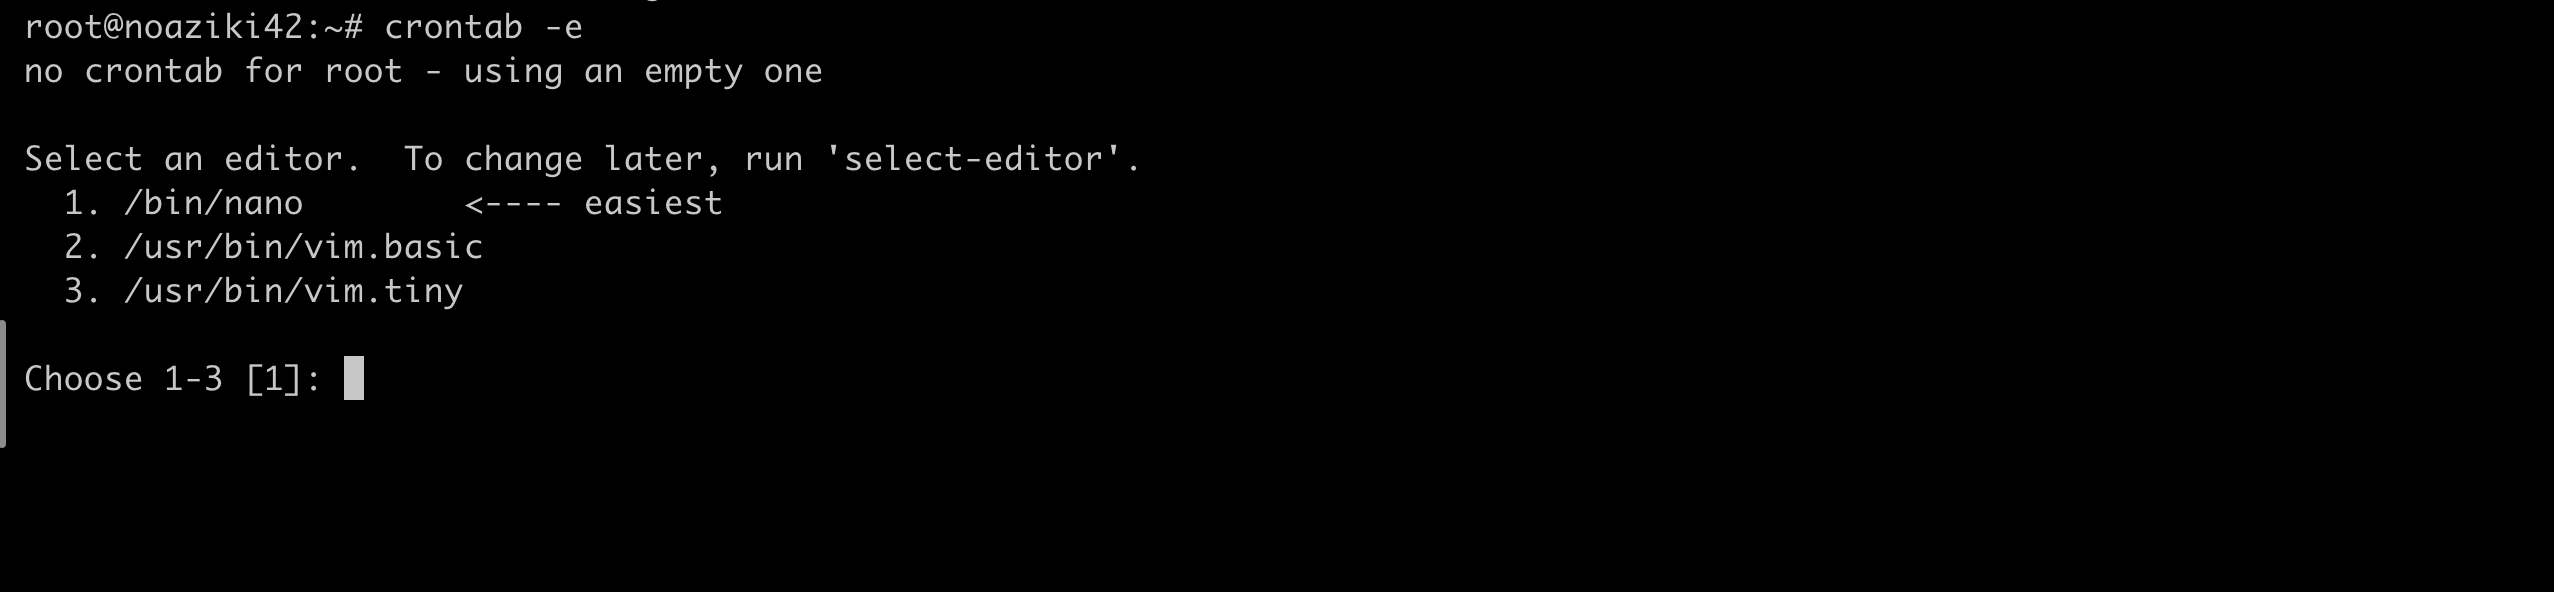 root@noaziki42:~# crontab -e
no crontab for root - using an empty one

Select an editor.  To change later, run 'select-editor'.
  1. /bin/nano        <---- easiest
  2. /usr/bin/vim.basic
  3. /usr/bin/vim.tiny

Choose 1-3 [1]: